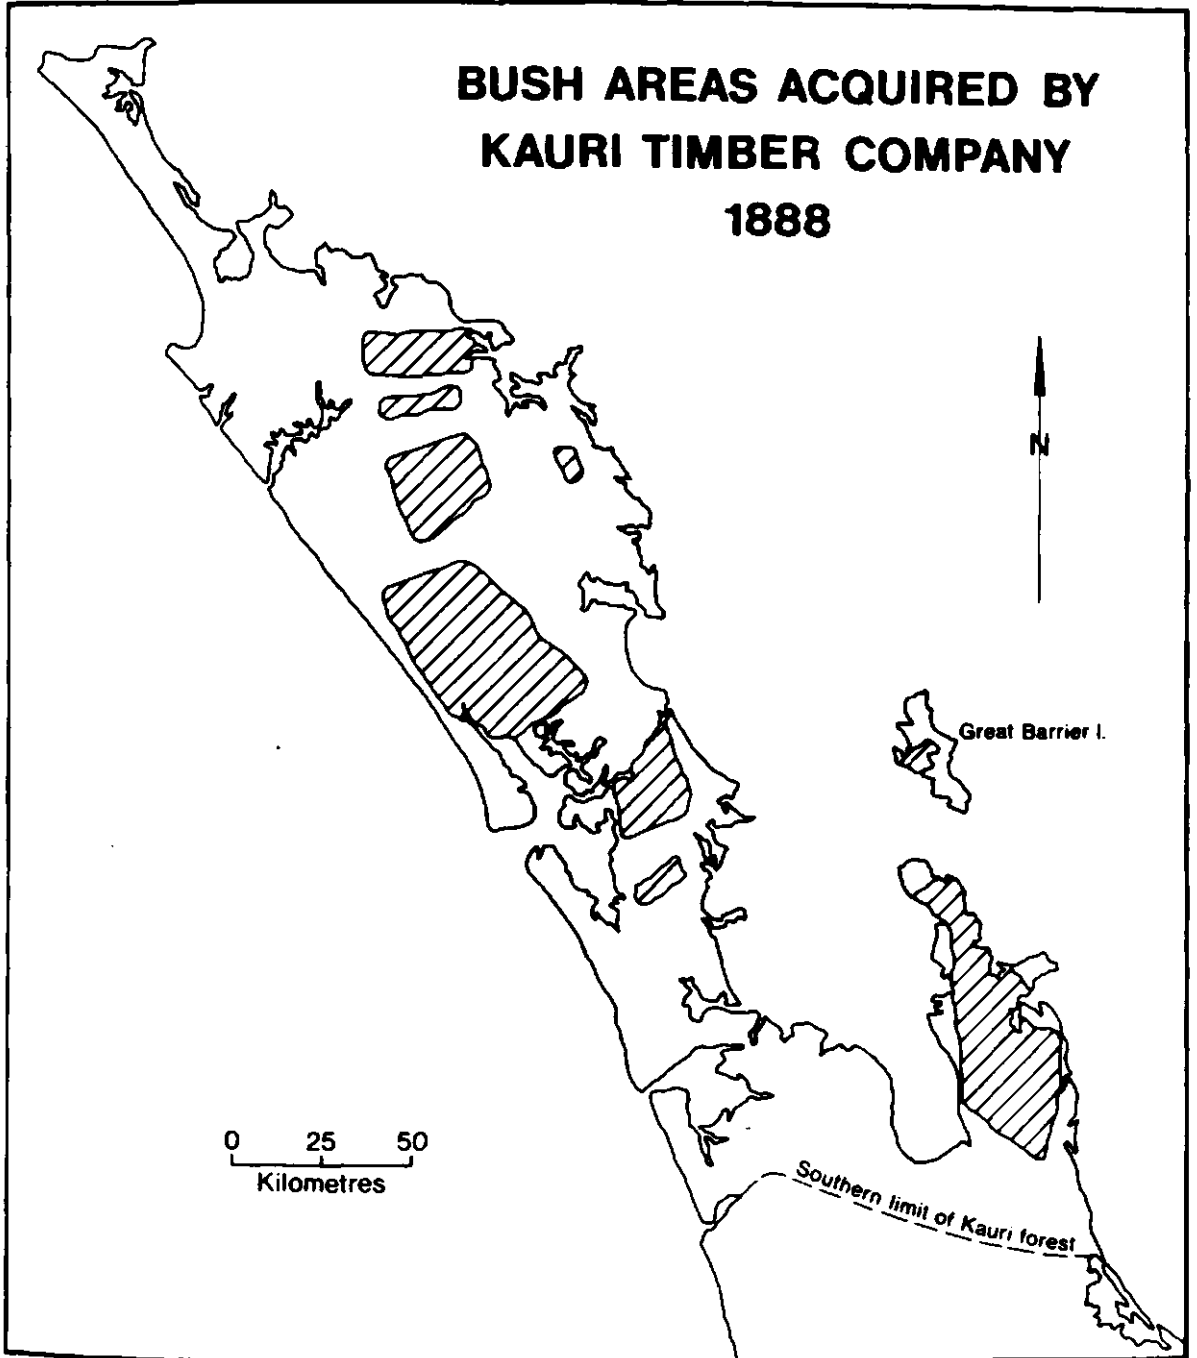 BUSH AREAS ACQUIRED BY
KAURI TIMBER COMPANY
1888
N
Great Barrier I.
0 25 50
Kilometres
Southern limit of Kauri forest